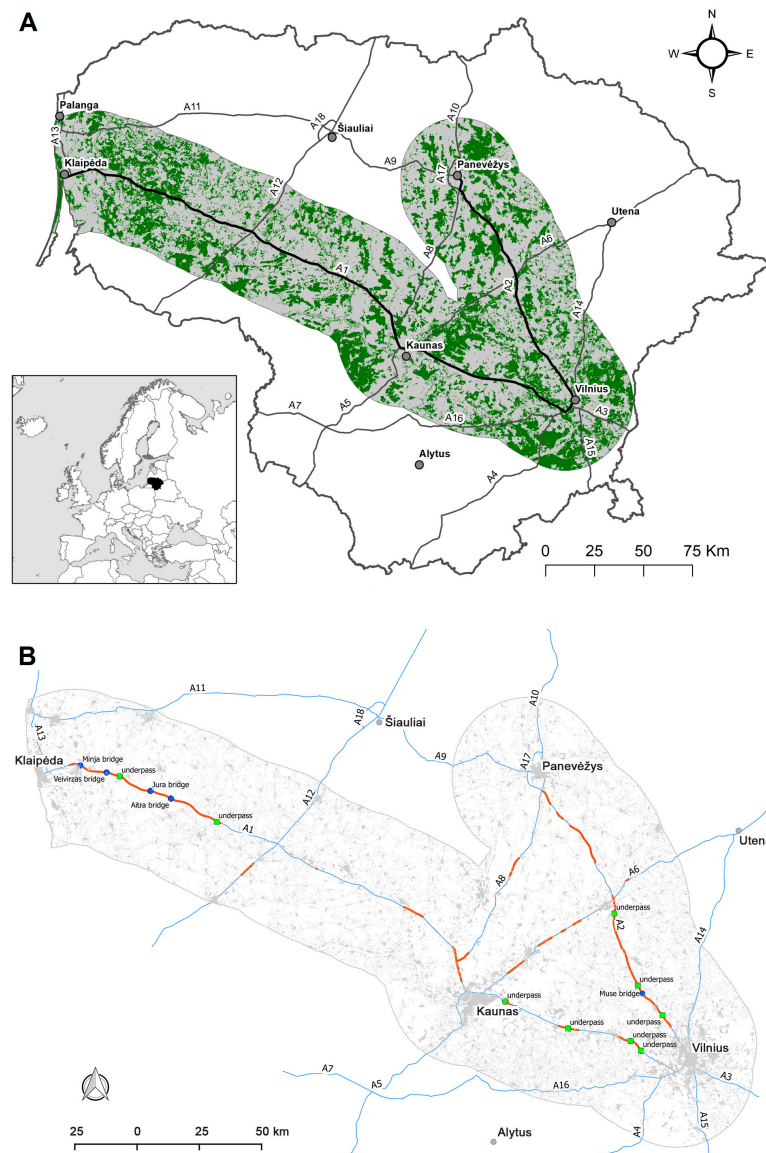 A
N
W E
S
Palanga
A11
A18
Šiauliai
A10
A13
Klaipėda
A9
A17
Panevėžys
A12
Utena
A8
A6
A1
A2
A14
Kaunas
Vilnius
A7
A5
A16
A3
A15
Alytus
A4
0 25 50 75 Km
B
A11
A18
Šiauliai
A10
A13
A9
A17
Panevėžys
Klaipėda
Minja bridge
Veivirzas bridge
underpass
Jura bridge
Aitra bridge
underpass
A1
A12
Uten
A8
A6
underpass
A2
A14
underpass
Muse bridge
underpass
Kaunas
underpass
underpass
underpass
Vilnius
A7
A5
A16
A3
A15
A4
Alytus
25 0 25 50 km